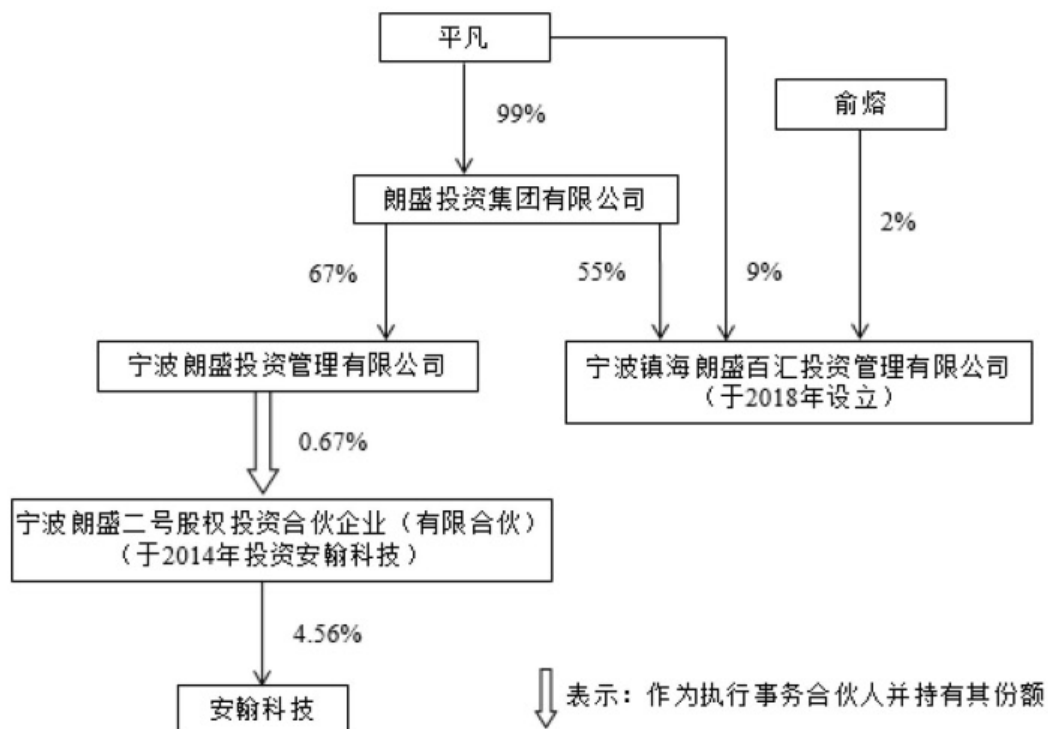 平凡
俞熔
99%
朗盛投资集团有限公司
2%
67%
55%
9%
宁波朗盛投资管理有限公司
宁波镇海朗盛百汇投资管理有限公司
（于2018年设立）
0.67%
宁波朗盛二号股权投资合伙企业（有限合伙）
（于2014年投资安翰科技）
4.56%
安翰科技
表示：作为执行事务合伙人并持有其份额